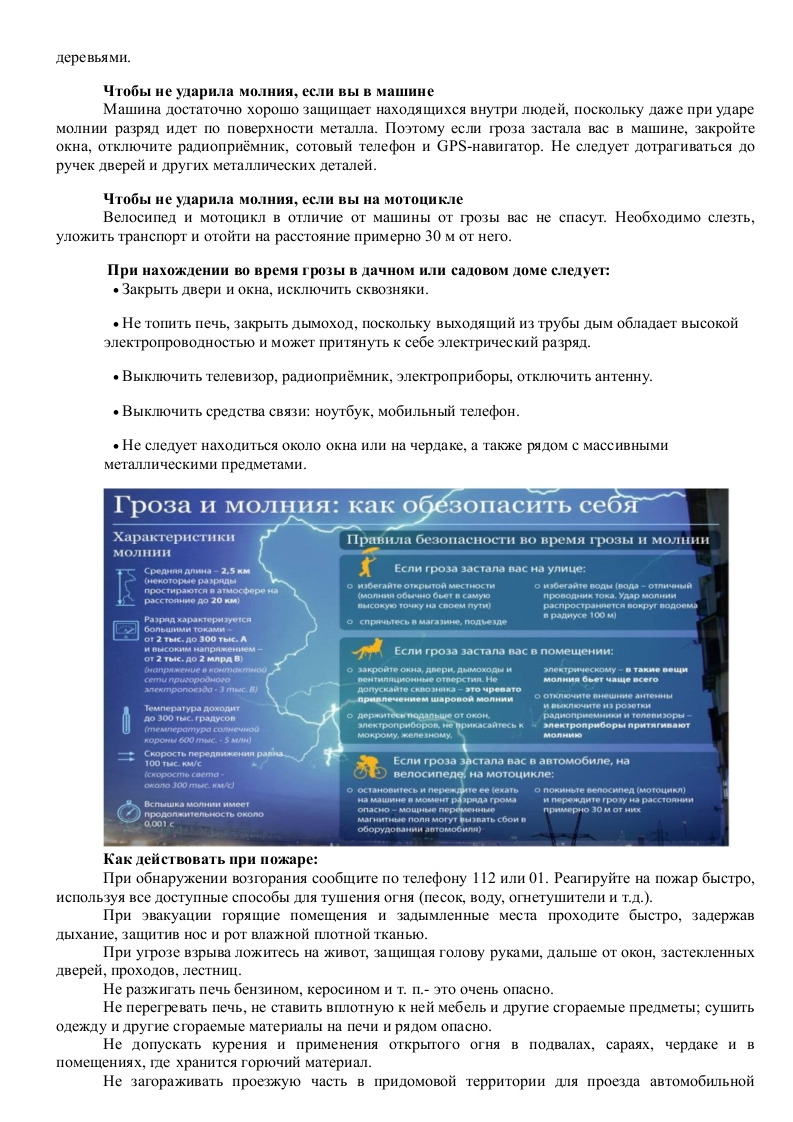 деревьями.
Чтобы не ударила молния, если вы в машине
Машина достаточно хорошо защищает находящихся внутри людей, поскольку даже при ударе
молнии разряд идет по поверхности металла. Поэтому если гроза застала вас в машине, закройте
окна, отключите радиоприёмник, сотовый телефон и GPS-навигатор. Не следует дотрагиваться до
ручек дверей и других металлических деталей.
Чтобы не ударила молния, если вы на мотоцикле
Велосипед и мотоцикл в отличие от машины от грозы вас не спасут. Необходимо слезть,
уложить транспорт и отойти на расстояние примерно 30 м от него.
При нахождении во время грозы в дачном или садовом доме следует:
• Закрыть двери и окна, исключить сквозняки.
• Не топить печь, закрыть дымоход, поскольку выходящий из трубы дым обладает высокой
электропроводностью и может притянуть к себе электрический разряд.
• Выключить телевизор, радиоприёмник, электроприборы, отключить антенну.
• Выключить средства связи: ноутбук, мобильный телефон.
• Не следует находиться около окна или на чердаке, а также рядом с массивными
металлическими предметами.
Гроза и молния: как обезопасить себя
Характеристики
молнии
Средняя длина – 2,5 км
(некоторые разряды
простираются в атмосфере на
расстояние до 20 км)
Разряд характеризуется
большими токами –
от 2 тыс. до 300 тыс. А
и высоким напряжением –
от 2 тыс. до 2 млрд В)
(напряжение в контактной
сети пригородного
электропоезда - 3 тыс. В)
Температура доходит
до 300 тыс. градусов
(температура солнечной
короны 600 тыс. - 5 млн)
Скорость передвижения равна
100 тыс. км/с
(скорость света -
около 300 тыс. км/с)
Вспышка молнии имеет
продолжительность около
0,001 с
Правила безопасности во время грозы и молнии
Если гроза застала вас на улице:
избегайте открытой местности
(молния обычно бьет в самую
высокую точку на своем пути)
спрячьтесь в магазине, подъезде
избегайте воды (вода – отличный
проводник тока. Удар молнии
распространяется вокруг водоема
в радиусе 100 м)
Если гроза застала вас в помещении:
закройте окна, двери, дымоходы и
вентиляционные отверстия. Не
допускайте сквозняка – это чревато
привлечением шаровой молнии
держитесь подальше от окон,
электроприборов, не прикасайтесь к
мокрому, железному,
электрическому – в такие вещи
молния бьет чаще всего
отключите внешние антенны
и выключите из розетки
радиоприемники и телевизоры –
электроприборы притягивают
молнию
Если гроза застала вас в автомобиле, на
велосипеде, на мотоцикле:
остановитесь и переждите ее (ехать
на машине в момент разряда грома
опасно – мощные переменные
магнитные поля могут вызвать сбои в
оборудовании автомобиля)
покиньте велосипед (мотоцикл)
и переждите грозу на расстоянии
примерно 30 м от них
Как действовать при пожаре:
При обнаружении возгорания сообщите по телефону 112 или 01. Реагируйте на пожар быстро,
используя все доступные способы для тушения огня (песок, воду, огнетушители и т.д.).
При эвакуации горящие помещения и задымленные места проходите быстро, задержав
дыхание, защитив нос и рот влажной плотной тканью.
При угрозе взрыва ложитесь на живот, защищая голову руками, дальше от окон, застекленных
дверей, проходов, лестниц.
Не разжигать печь бензином, керосином и т. п.- это очень опасно.
Не перегревать печь, не ставить вплотную к ней мебель и другие сгораемые предметы; сушить
одежду и другие сгораемые материалы на печи и рядом опасно.
Не допускать курения и применения открытого огня в подвалах, сараях, чердаке и в
помещениях, где хранится горючий материал.
Не загораживать проезжую часть в придомовой территории для проезда автомобильной